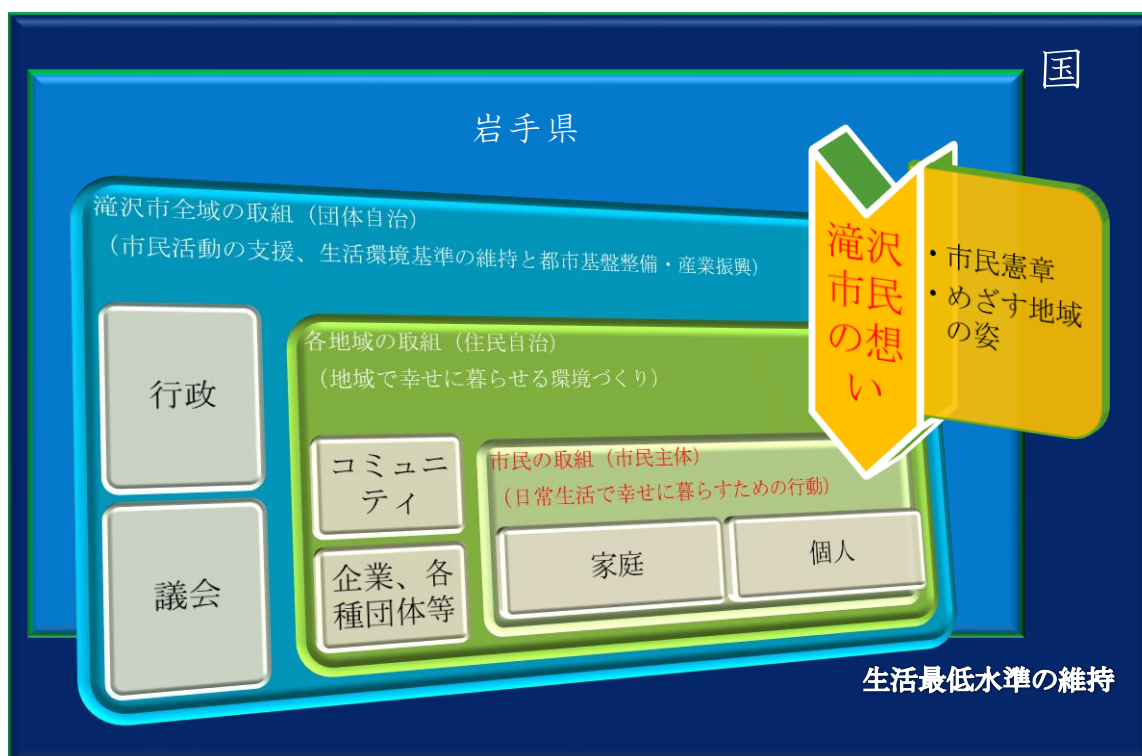 国
岩手県
滝沢市全域の取組(団体自治)
(市民活動の支援、生活環境基準の維持と都市基盤整備・産業振興)
行政
議会
各地域の取組(住民自治)
(地域で幸せに暮らせる環境づくり)
コミュニ
ティ
企業、各
種団体等
市民の取組(市民主体)
(日常生活で幸せに暮らすための行動)
家庭
個人
滝沢
市民
の想
い
・市民憲章
・めざす地域
の姿
生活最低水準の維持